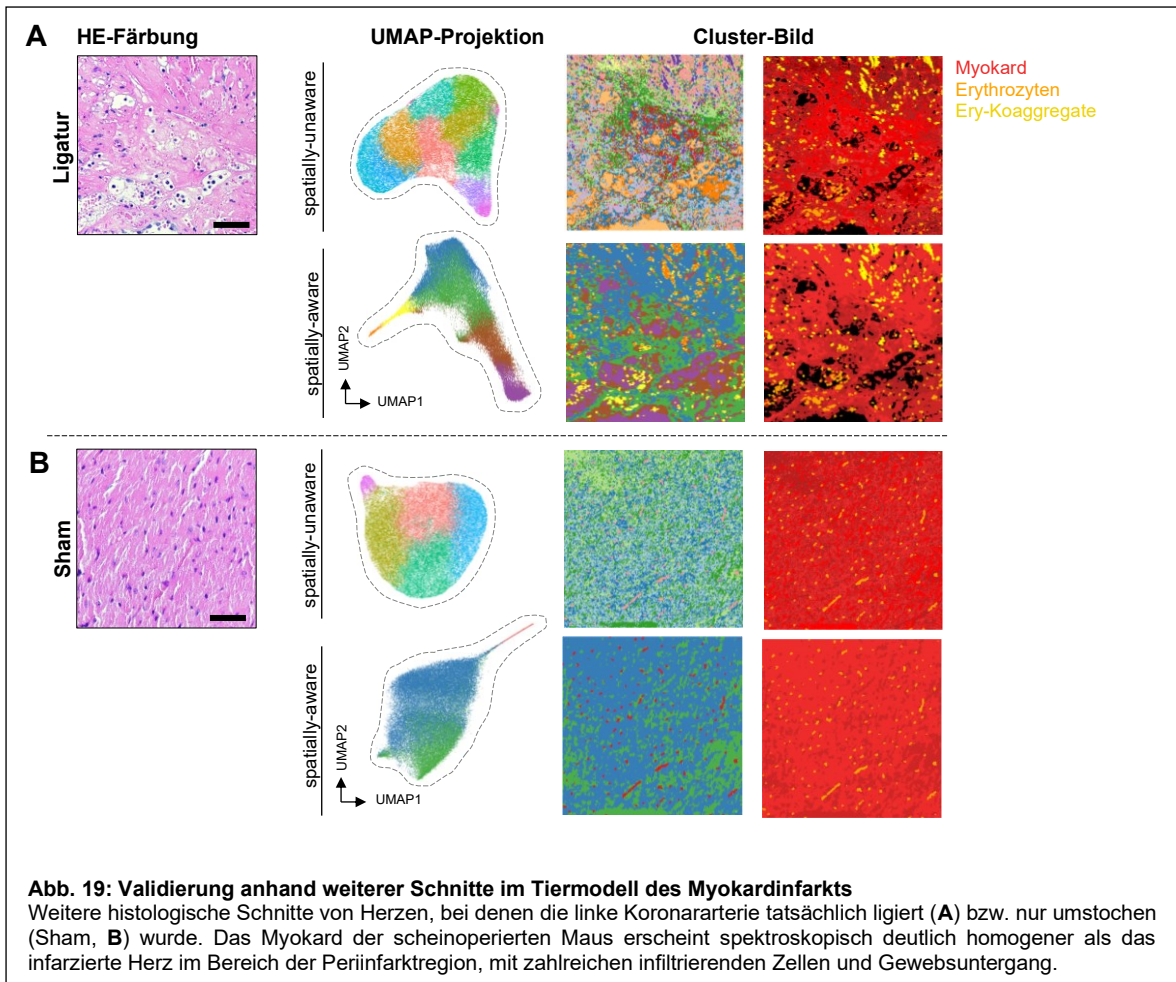 A
HE-Färbung
UMAP-Projektion
Cluster-Bild
Ligatur
spatially-unaware
Myokard
Erythrozyten
Ery-Koaggregate
spatially-aware
UMAP2
UMAP1
B
Sham
spatially-unaware
spatially-aware
UMAP2
UMAP1
Abb. 19: Validierung anhand weiterer Schnitte im Tiermodell des Myokardinfarkts
Weitere histologische Schnitte von Herzen, bei denen die linke Koronararterie tatsächlich ligiert (A) bzw. nur umstochen
(Sham, B) wurde. Das Myokard der scheinoperierten Maus erscheint spektroskopisch deutlich homogener als das
infarzierte Herz im Bereich der Periinfarktregion, mit zahlreichen infiltrierenden Zellen und Gewebsuntergang.